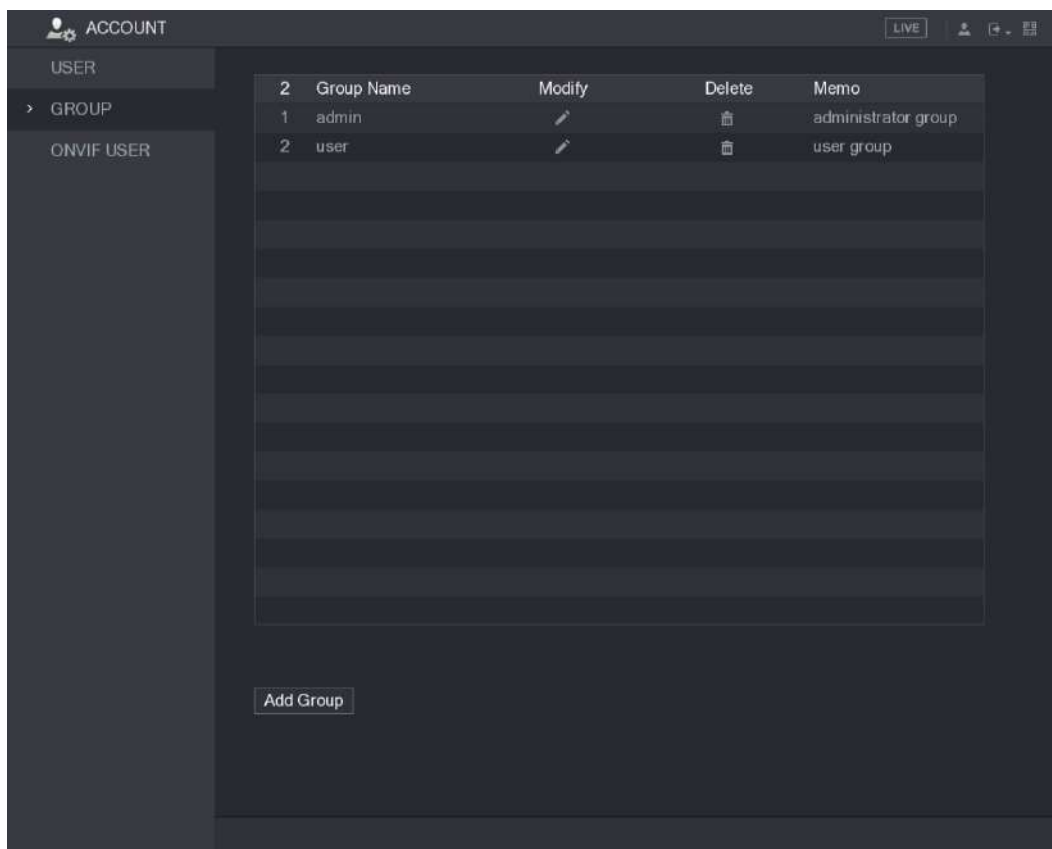 ACCOUNT LIVE
USER
GROUP
ONVIF USER
2 Group Name Modify Delete Memo
1 admin administrator group
2 user user group
Add Group